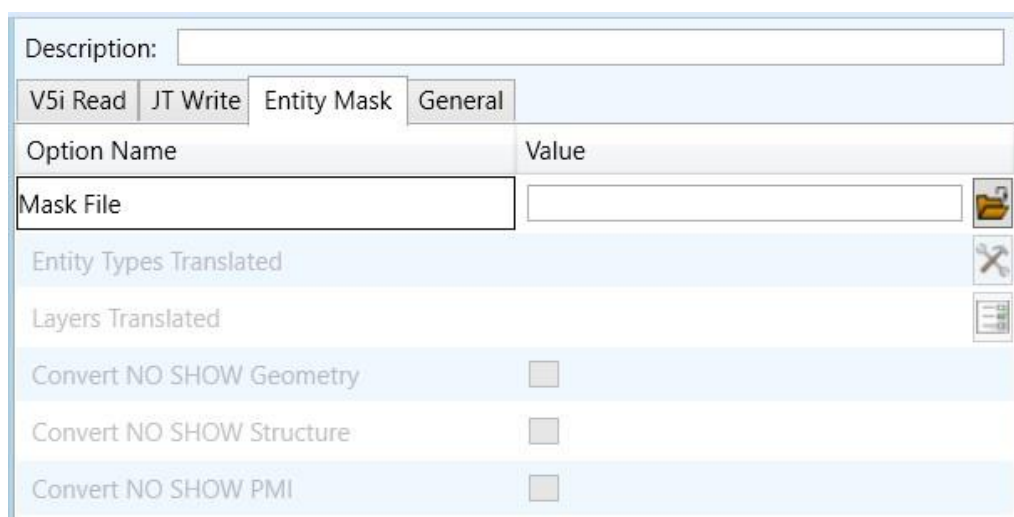 Description:
V5i Read JT Write Entity Mask General
Option Name Value
Mask File
Entity Types Translated
Layers Translated
Convert NO SHOW Geometry
Convert NO SHOW Structure
Convert NO SHOW PMI